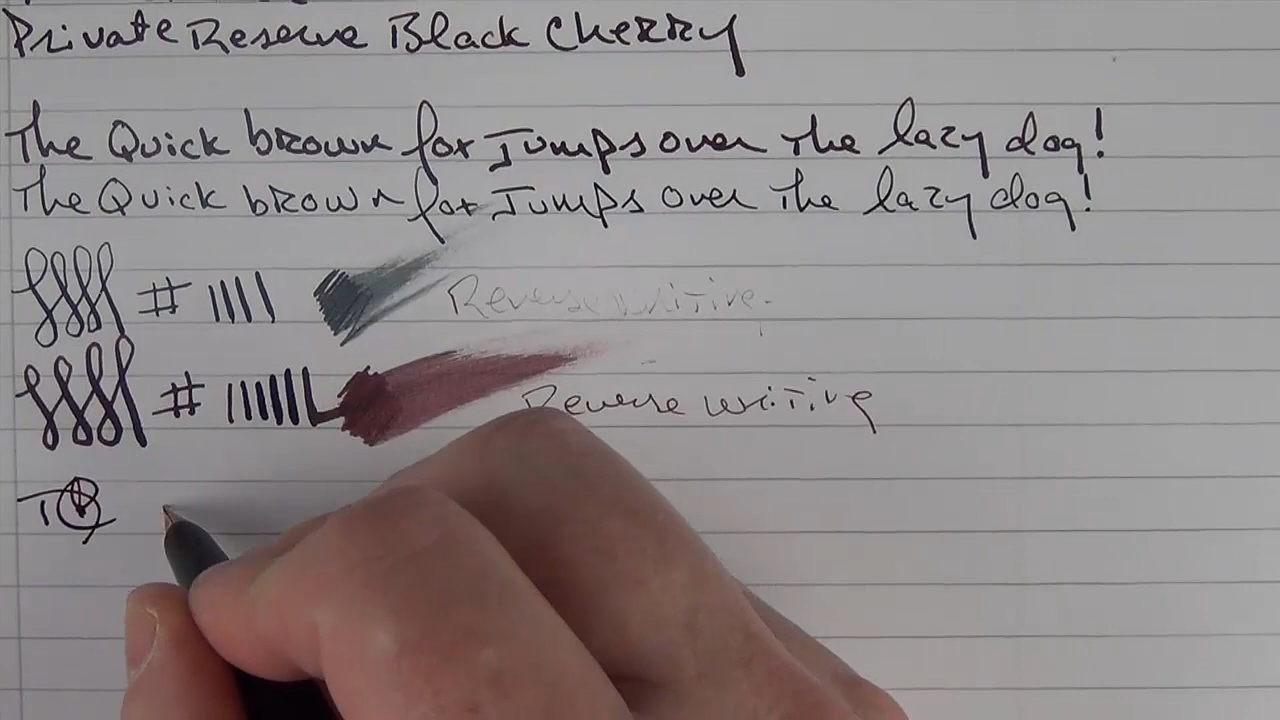 Private Reserve Black Cherry
The Quick brown fox Jumps over the lazy dog!
The Quick brown fox Jumps over the lazy dog!
# Reverse writing.
# Reverse writing
TQ